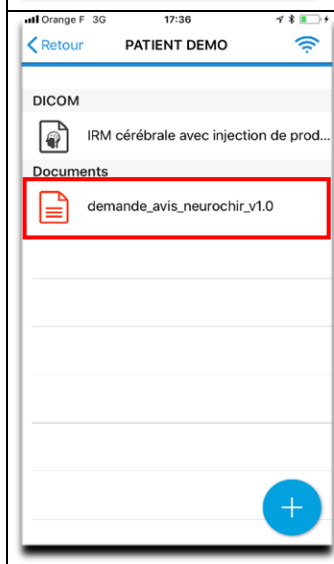 Orange F 3G 17:36
Retour PATIENT DEMO
DICOM
IRM cérébrale avec injection de prod...
Documents
demande_avis_neurochir_v1.0